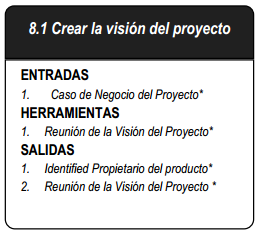 8.1 Crear la visión del proyecto
ENTRADAS
1. Caso de Negocio del Proyecto*
HERRAMIENTAS
1. Reunión de la Visión del Proyecto*
SALIDAS
1. Identified Propietario del producto*
2. Reunión de la Visión del Proyecto *